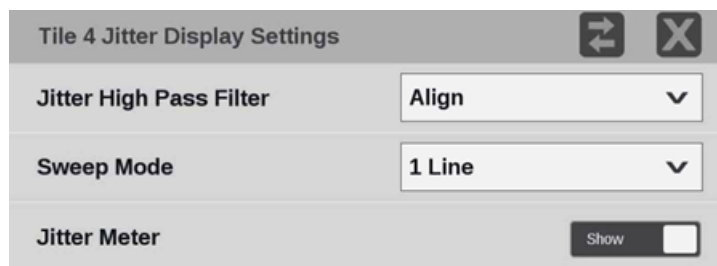 Tile 4 Jitter Display Settings
Jitter High Pass Filter Align
Sweep Mode 1 Line
Jitter Meter Show